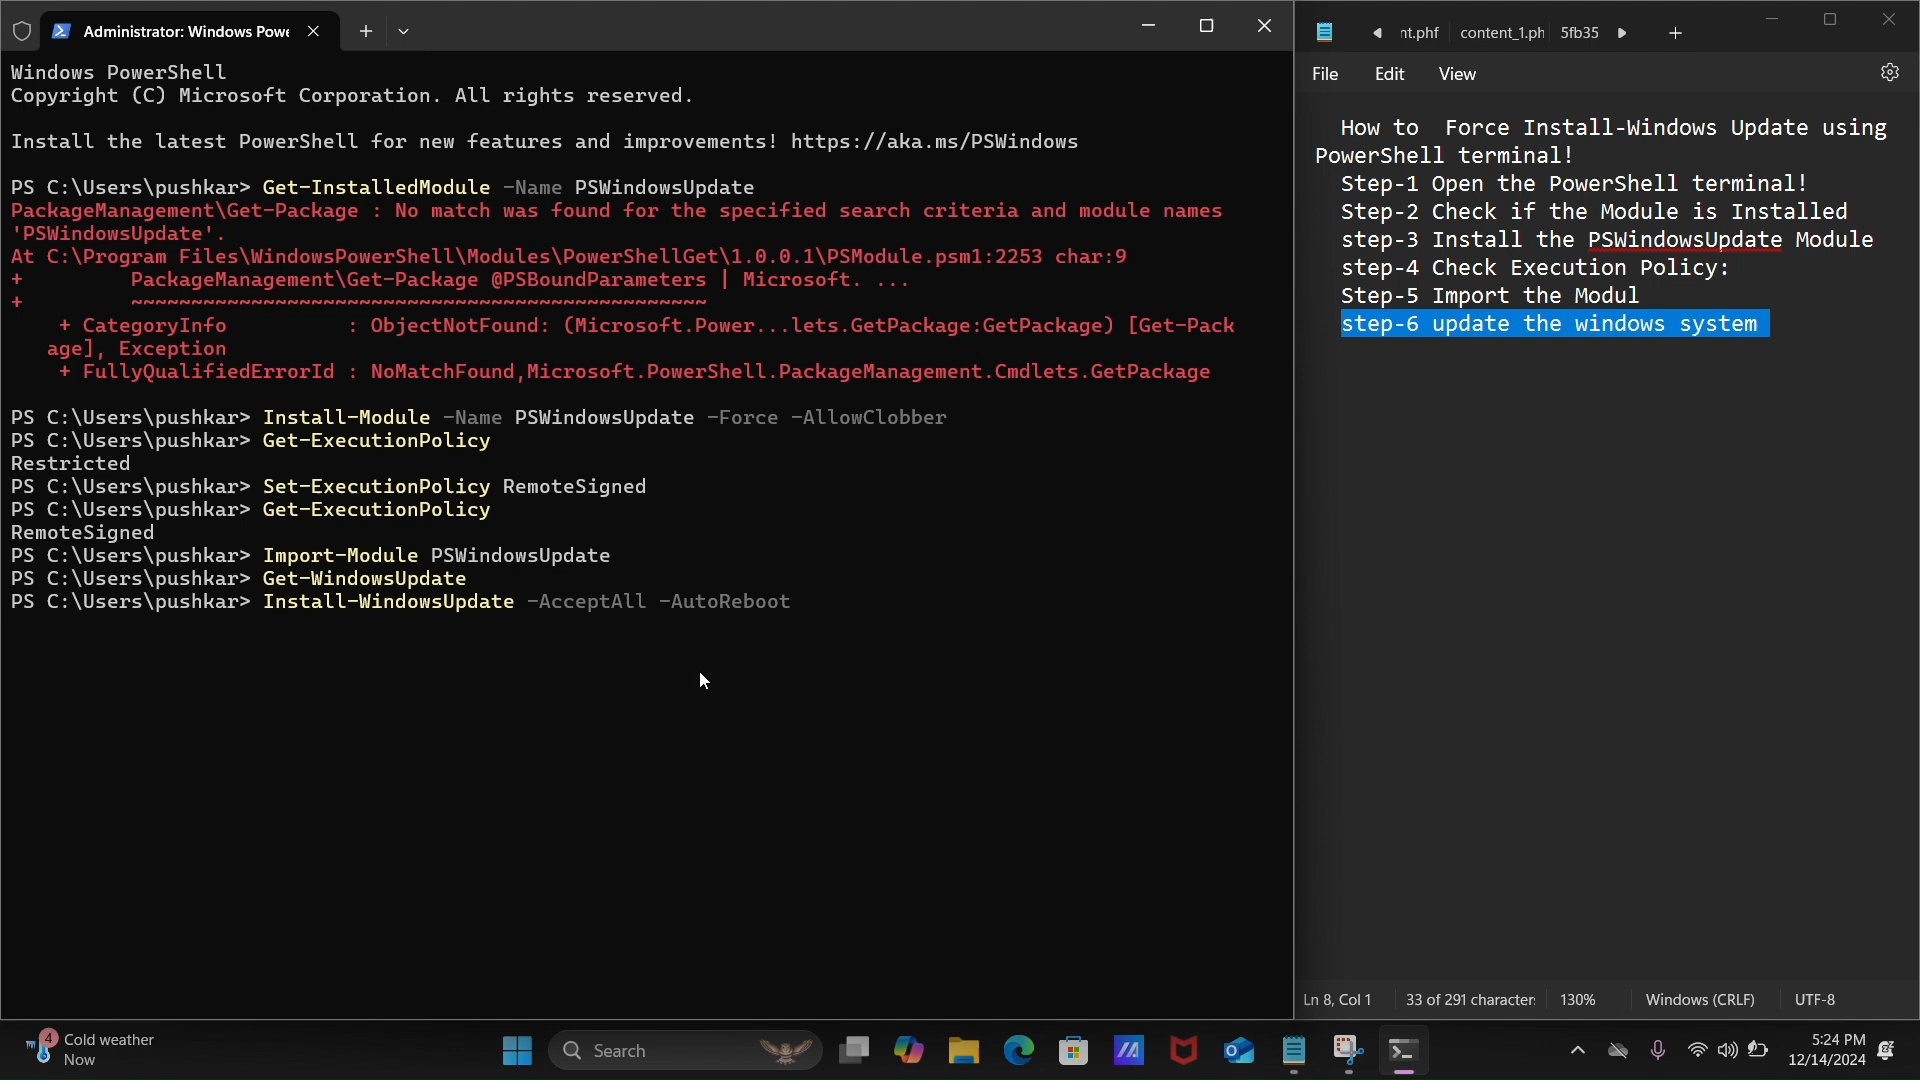 Administrator: Windows Powe
Windows PowerShell
Copyright (C) Microsoft Corporation. All rights reserved.
Install the latest PowerShell for new features and improvements! https://aka.ms/PSWindows
PS C:\Users\pushkar> Get-InstalledModule -Name PSWindowsUpdate
PackageManagement\Get-Package : No match was found for the specified search criteria and module names
'PSWindowsUpdate'.
At C:\Program Files\WindowsPowerShell\Modules\PowerShellGet\1.0.0.1\PSModule.psm1:2253 char:9
+         PackageManagement\Get-Package @PSBoundParameters | Microsoft. ...
+         ~~~~~~~~~~~~~~~~~~~~~~~~~~~~~~~~~~~~~~~~~~~~~~~~
    + CategoryInfo          : ObjectNotFound: (Microsoft.Power...lets.GetPackage:GetPackage) [Get-Pack
   age], Exception
    + FullyQualifiedErrorId : NoMatchFound,Microsoft.PowerShell.PackageManagement.Cmdlets.GetPackage
PS C:\Users\pushkar> Install-Module -Name PSWindowsUpdate -Force -AllowClobber
PS C:\Users\pushkar> Get-ExecutionPolicy
Restricted
PS C:\Users\pushkar> Set-ExecutionPolicy RemoteSigned
PS C:\Users\pushkar> Get-ExecutionPolicy
RemoteSigned
PS C:\Users\pushkar> Import-Module PSWindowsUpdate
PS C:\Users\pushkar> Get-WindowsUpdate
PS C:\Users\pushkar> Install-WindowsUpdate -AcceptAll -AutoReboot
nt.phf content_1.ph 5fb35
File Edit View
How to  Force Install-Windows Update using
PowerShell terminal!
Step-1 Open the PowerShell terminal!
Step-2 Check if the Module is Installed
step-3 Install the PSWindowsUpdate Module
step-4 Check Execution Policy:
Step-5 Import the Modul
step-6 update the windows system
Ln 8, Col 1 33 of 291 character: 130% Windows (CRLF) UTF-8
4 Cold weather
Now
Search
5:24 PM
12/14/2024